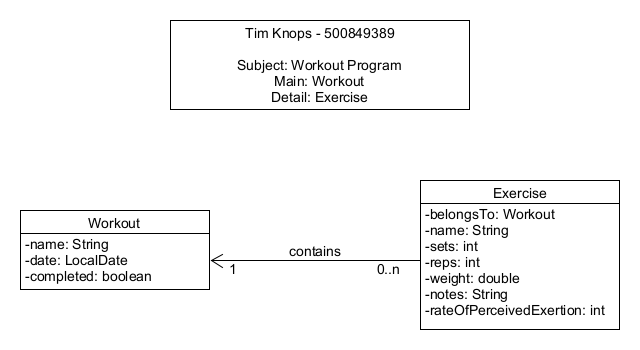 Tim Knops - 500849389
Subject: Workout Program
Main: Workout
Detail: Exercise
Workout
-name: String
-date: LocalDate
-completed: boolean
contains
1
0..n
Exercise
-belongsTo: Workout
-name: String
-sets: int
-reps: int
-weight: double
-notes: String
-rateOfPerceivedExertion: int